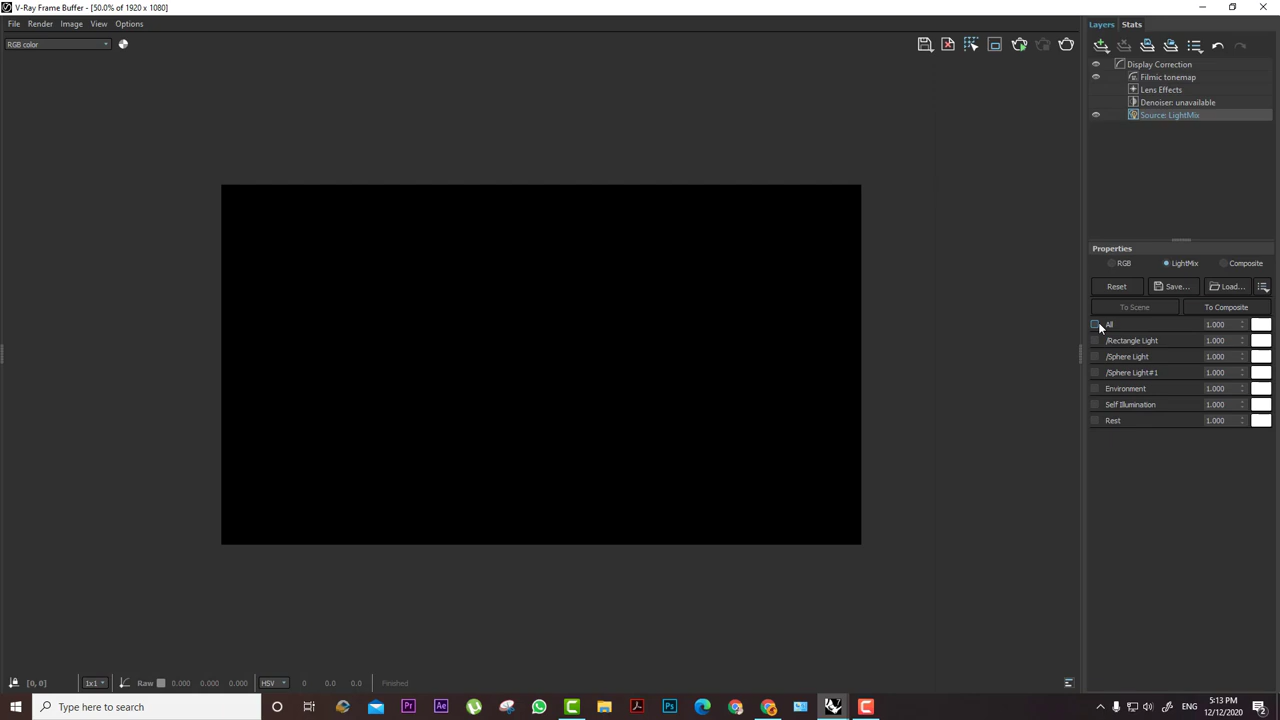 V-Ray Frame Buffer - [50.0% of 1920 x 1080]
File Render Image View Options
Layers Stats
RGB color
Display Correction
Filmic tonemap
Lens Effects
Denoiser: unavailable
Source: LightMix
Properties
RGB LightMix Composite
Reset Save... Load...
To Scene To Composite
All 1.000
/Rectangle Light 1.000
/Sphere Light 1.000
/Sphere Light#1 1.000
Environment 1.000
Self Illumination 1.000
Rest 1.000
[0, 0] 1x1 Raw 0.000 0.000 0.000 HSV 0 0.0 0.0 Finished
Type here to search
5:13 PM
12/12/2020